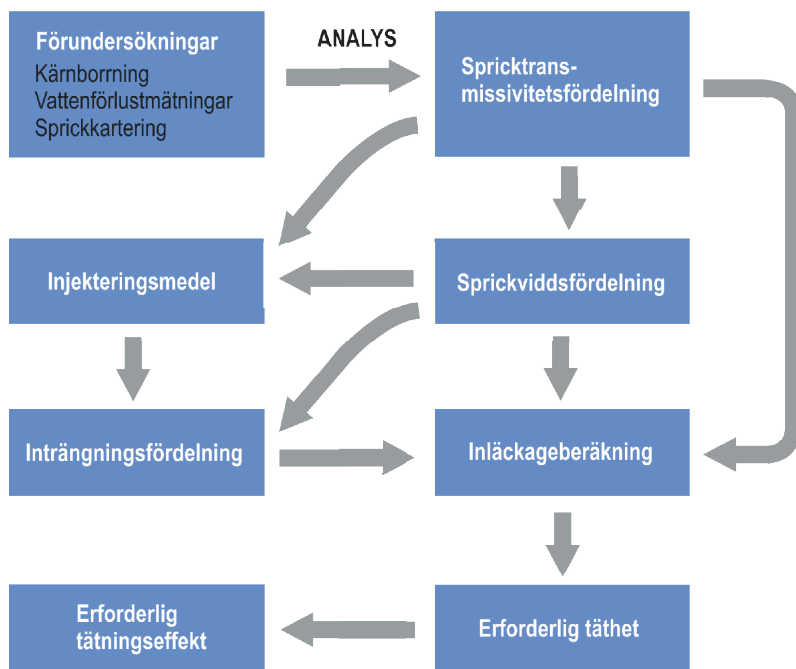 Förundersökningar
Kärnborrning
Vattenförlustmätningar
Sprickkartering
ANALYS
Spricktrans-
missivitetsfördelning
Injekteringsmedel
Sprickviddsfördelning
Inträngningsfördelning
Inläckageberäkning
Erforderlig
tätningseffekt
Erforderlig täthet